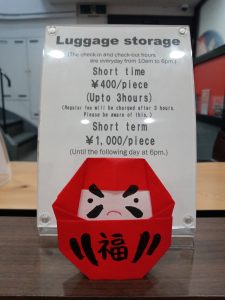 Luggage storage
(The check-in and check-out hours
are everyday from 10am to 6pm.)
Short time
¥400/piece
(Upto 3hours)
(Regular fee will be charged after 3 hours.
Please be aware of this.)
Short term
¥1,000/piece
(Until the following day at 6pm.)
福